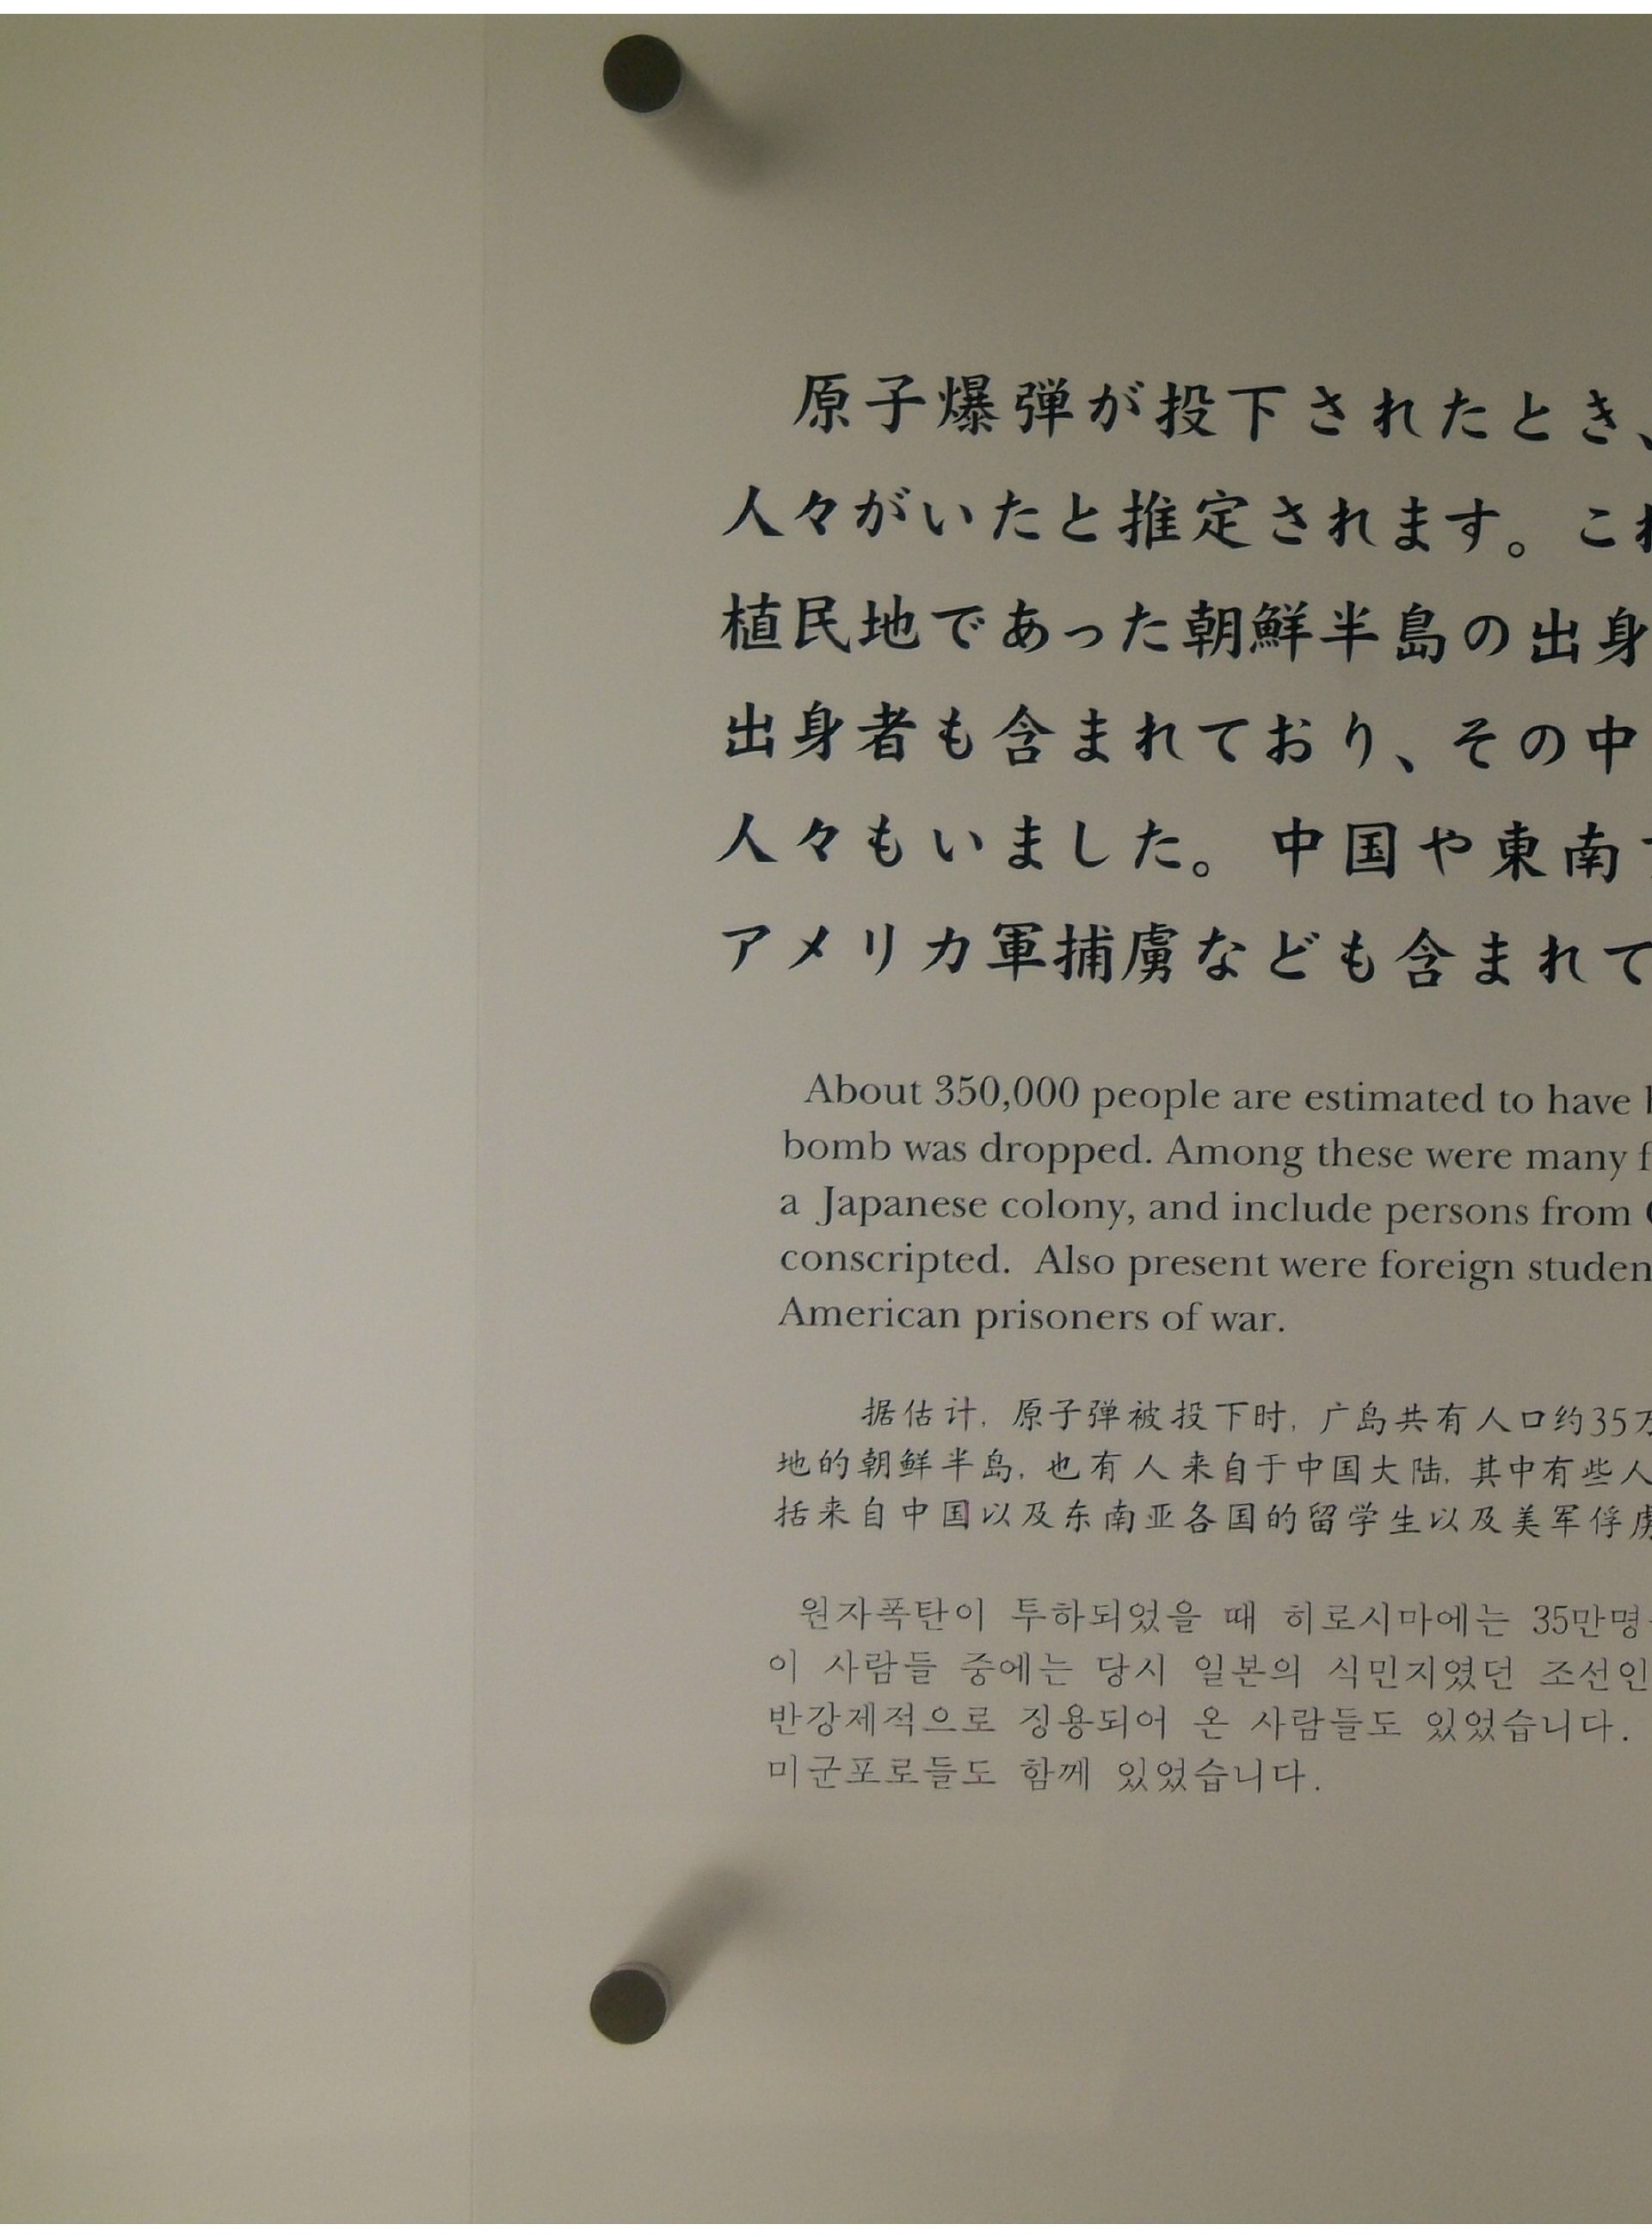 原子爆弾が投下されたとき、
人々がいたと推定されます。これ
植民地であった朝鮮半島の出身
出身者も含まれており、その中
人々もいました。中国や東南
アメリカ軍捕虜なども含まれて
About 350,000 people are estimated to have
bomb was dropped. Among these were many
a Japanese colony, and include persons from
conscripted. Also present were foreign studen
American prisoners of war.
据估计, 原子弹被投下时, 广岛共有人口约35万
地的朝鲜半岛, 也有人来自于中国大陆, 其中有些人
括来自中国以及东南亚各国的留学生以及美军俘虏
원자폭탄이 투하되었을 때 히로시마에는 35만명
이 사람들 중에는 당시 일본의 식민지였던 조선인
반강제적으로 징용되어 온 사람들도 있었습니다.
미군포로들도 함께 있었습니다.